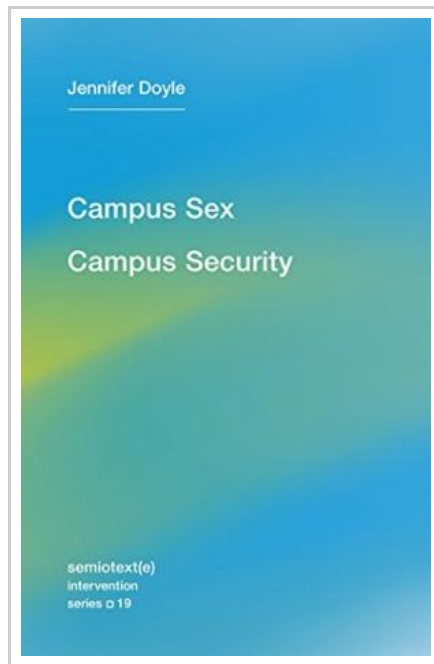 Jennifer Doyle
Campus Sex
Campus Security
semiotext(e)
intervention
series □ 19